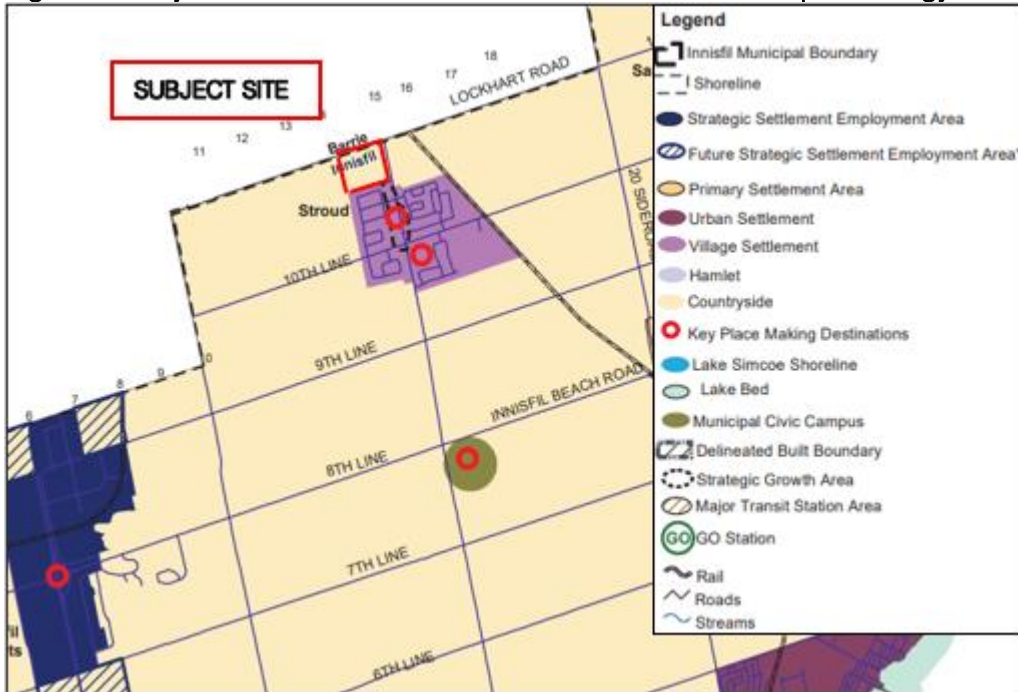 SUBJECT SITE
11
12
13
15
16
17
18
LOCKHART ROAD
Barrie
Innisfil
Stroud
10TH LINE
20 SIDEROAD
9TH LINE
0
9
8
7
6
INNISFIL BEACH ROAD
8TH LINE
7TH LINE
6TH LINE
Legend
Innisfil Municipal Boundary
Shoreline
Strategic Settlement Employment Area
Future Strategic Settlement Employment Area
Primary Settlement Area
Urban Settlement
Village Settlement
Hamlet
Countryside
Key Place Making Destinations
Lake Simcoe Shoreline
Lake Bed
Municipal Civic Campus
Delineated Built Boundary
Strategic Growth Area
Major Transit Station Area
GO GO Station
Rail
Roads
Streams